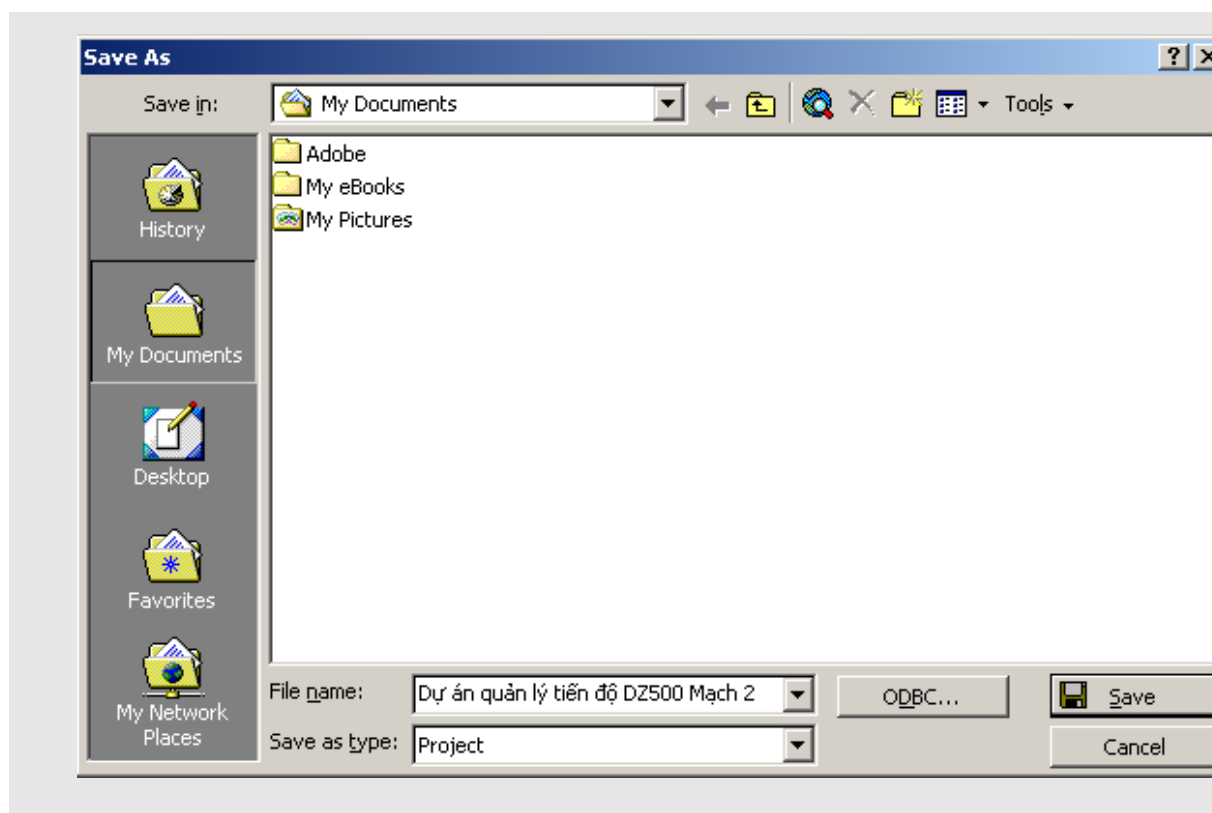 Save As
Save in:
My Documents
Tools
History
My Documents
Desktop
Favorites
My Network
Places
Adobe
My eBooks
My Pictures
File name:
Dự án quản lý tiến độ DZ500 Mạch 2
ODBC...
Save
Save as type:
Project
Cancel